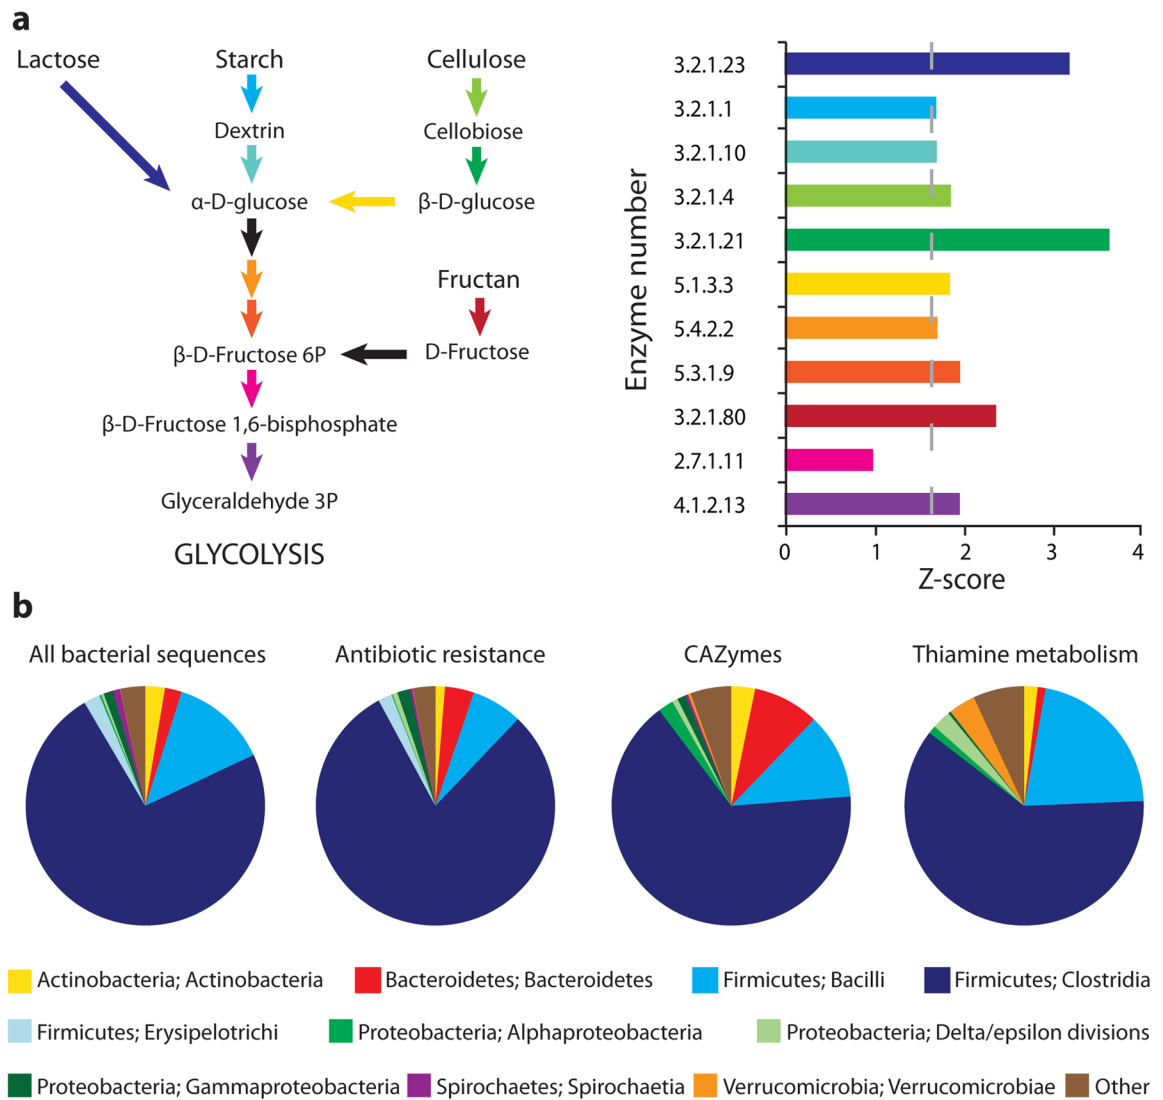 a
Lactose
Starch
Cellulose
Dextrin
Cellobiose
α-D-glucose
β-D-glucose
Fructan
β-D-Fructose 6P
D-Fructose
β-D-Fructose 1,6-bisphosphate
Glyceraldehyde 3P
GLYCOLYSIS
Enzyme number
3.2.1.23
3.2.1.1
3.2.1.10
3.2.1.4
3.2.1.21
5.1.3.3
5.4.2.2
5.3.1.9
3.2.1.80
2.7.1.11
4.1.2.13
0 1 2 3 4
Z-score
b
All bacterial sequences
Antibiotic resistance
CAZymes
Thiamine metabolism
Actinobacteria; Actinobacteria
Bacteroidetes; Bacteroidetes
Firmicutes; Bacilli
Firmicutes; Clostridia
Firmicutes; Erysipelotrichi
Proteobacteria; Alphaproteobacteria
Proteobacteria; Delta/epsilon divisions
Proteobacteria; Gammaproteobacteria
Spirochaetes; Spirochaetia
Verrucomicrobia; Verrucomicrobiae
Other